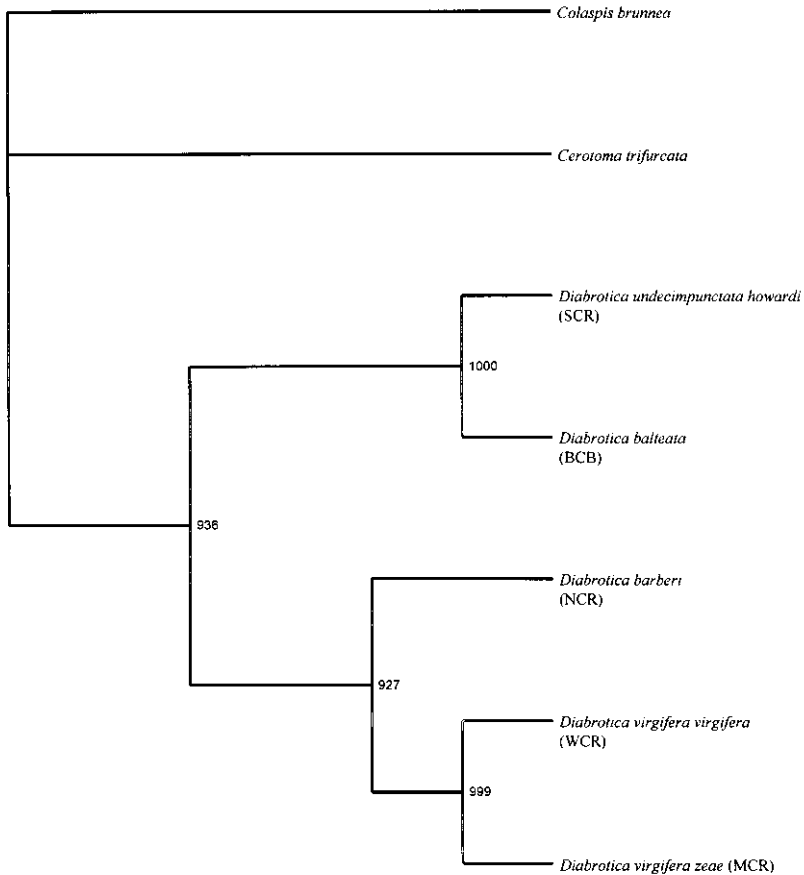 Colaspis brunnea
Cerotoma trifurcata
Diabrotica undecimpunctata howardi
(SCR)
1000
Diabrotica balteata
(BCB)
936
Diabrotica barberi
(NCR)
927
Diabrotica virgifera virgifera
(WCR)
999
Diabrotica virgifera zeae (MCR)